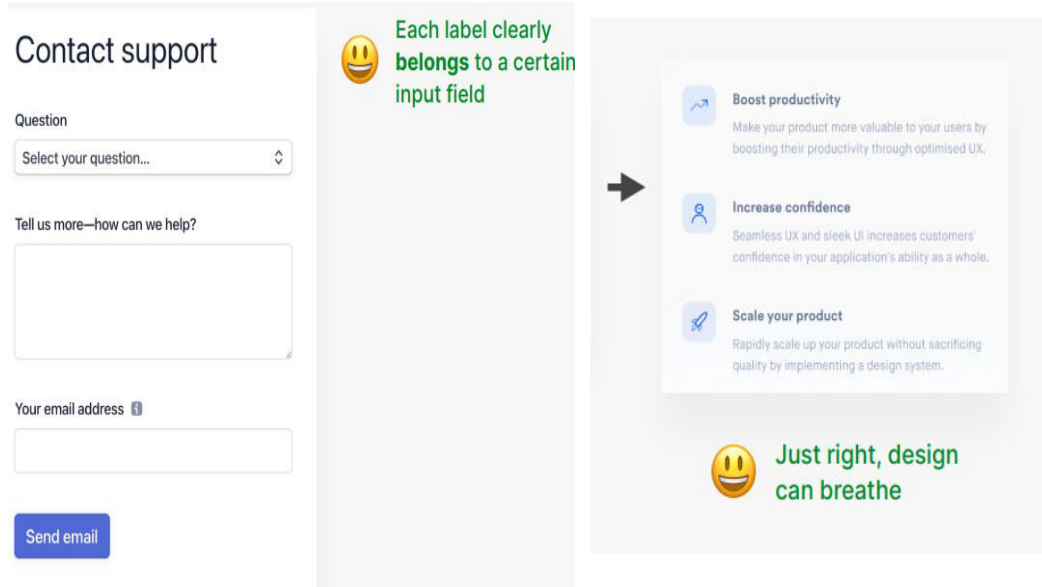 Contact support
Question
Select your question...
Tell us more—how can we help?
Your email address
Send email
Each label clearly
belongs to a certain
input field
Boost productivity
Make your product more valuable to your users by
boosting their productivity through optimised UX.
Increase confidence
Seamless UX and sleek UI increases customers'
confidence in your application's ability as a whole.
Scale your product
Rapidly scale up your product without sacrificing
quality by implementing a design system.
Just right, design
can breathe